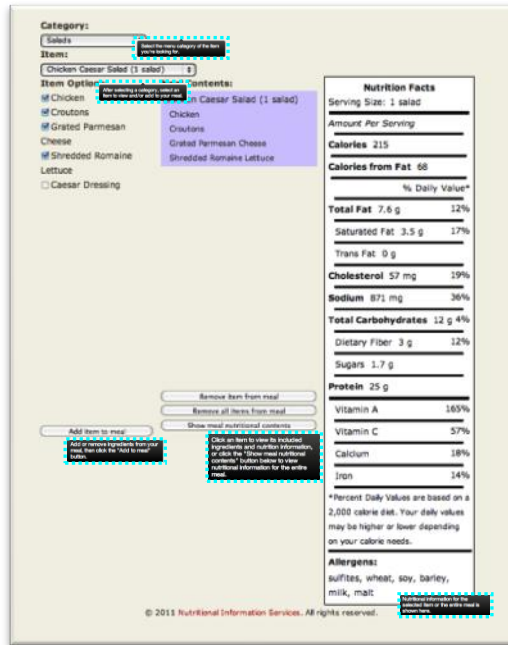 Category:
Salads
Select the menu category of the item
you're looking for.
Item:
Chicken Caesar Salad (1 salad)
Item Option
Contents:
After selecting a category, select an
item to view and/or add to your meal.
Chicken
Croutons
Grated Parmesan
Cheese
Shredded Romaine
Lettuce
Caesar Dressing
n Caesar Salad (1 salad)
Chicken
Croutons
Grated Parmesan Cheese
Shredded Romaine Lettuce
Remove item from meal
Remove all items from meal
Add item to meal
Show meal nutritional contents
Add or remove ingredients from your
meal, then click the "Add to meal"
button.
Click an item to view its included
ingredients and nutrition information,
or click the "Show meal nutritional
contents" button below to view
nutritional information for the entire
meal.
Nutrition Facts
Serving Size: 1 salad
Amount Per Serving
Calories 215
Calories from Fat 68
% Daily Value*
Total Fat 7.6 g 12%
Saturated Fat 3.5 g 17%
Trans Fat 0 g
Cholesterol 57 mg 19%
Sodium 871 mg 36%
Total Carbohydrates 12 g 4%
Dietary Fiber 3 g 12%
Sugars 1.7 g
Protein 25 g
Vitamin A 165%
Vitamin C 57%
Calcium 18%
Iron 14%
*Percent Daily Values are based on a
2,000 calorie diet. Your daily values
may be higher or lower depending
on your calorie needs.
Allergens:
sulfites, wheat, soy, barley,
milk, malt
Nutritional information for the
selected item or the entire meal is
shown here.
© 2011 Nutritional Information Services. All rights reserved.